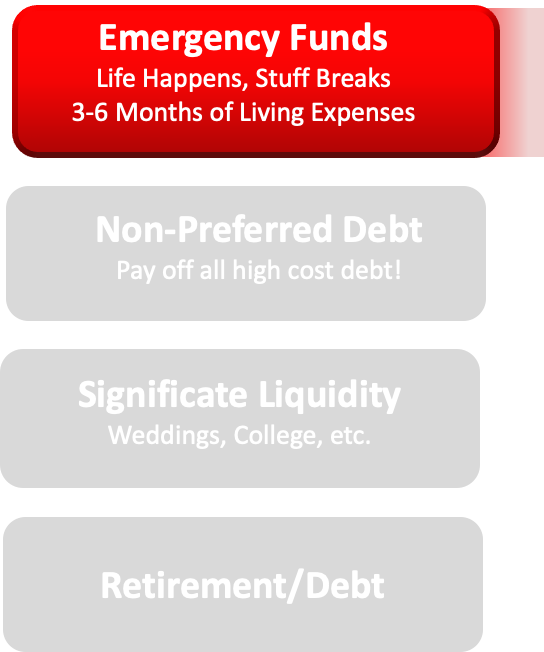 Emergency Funds
Life Happens, Stuff Breaks
3-6 Months of Living Expenses
Non-Preferred Debt
Pay off all high cost debt!
Significate Liquidity
Weddings, College, etc.
Retirement/Debt